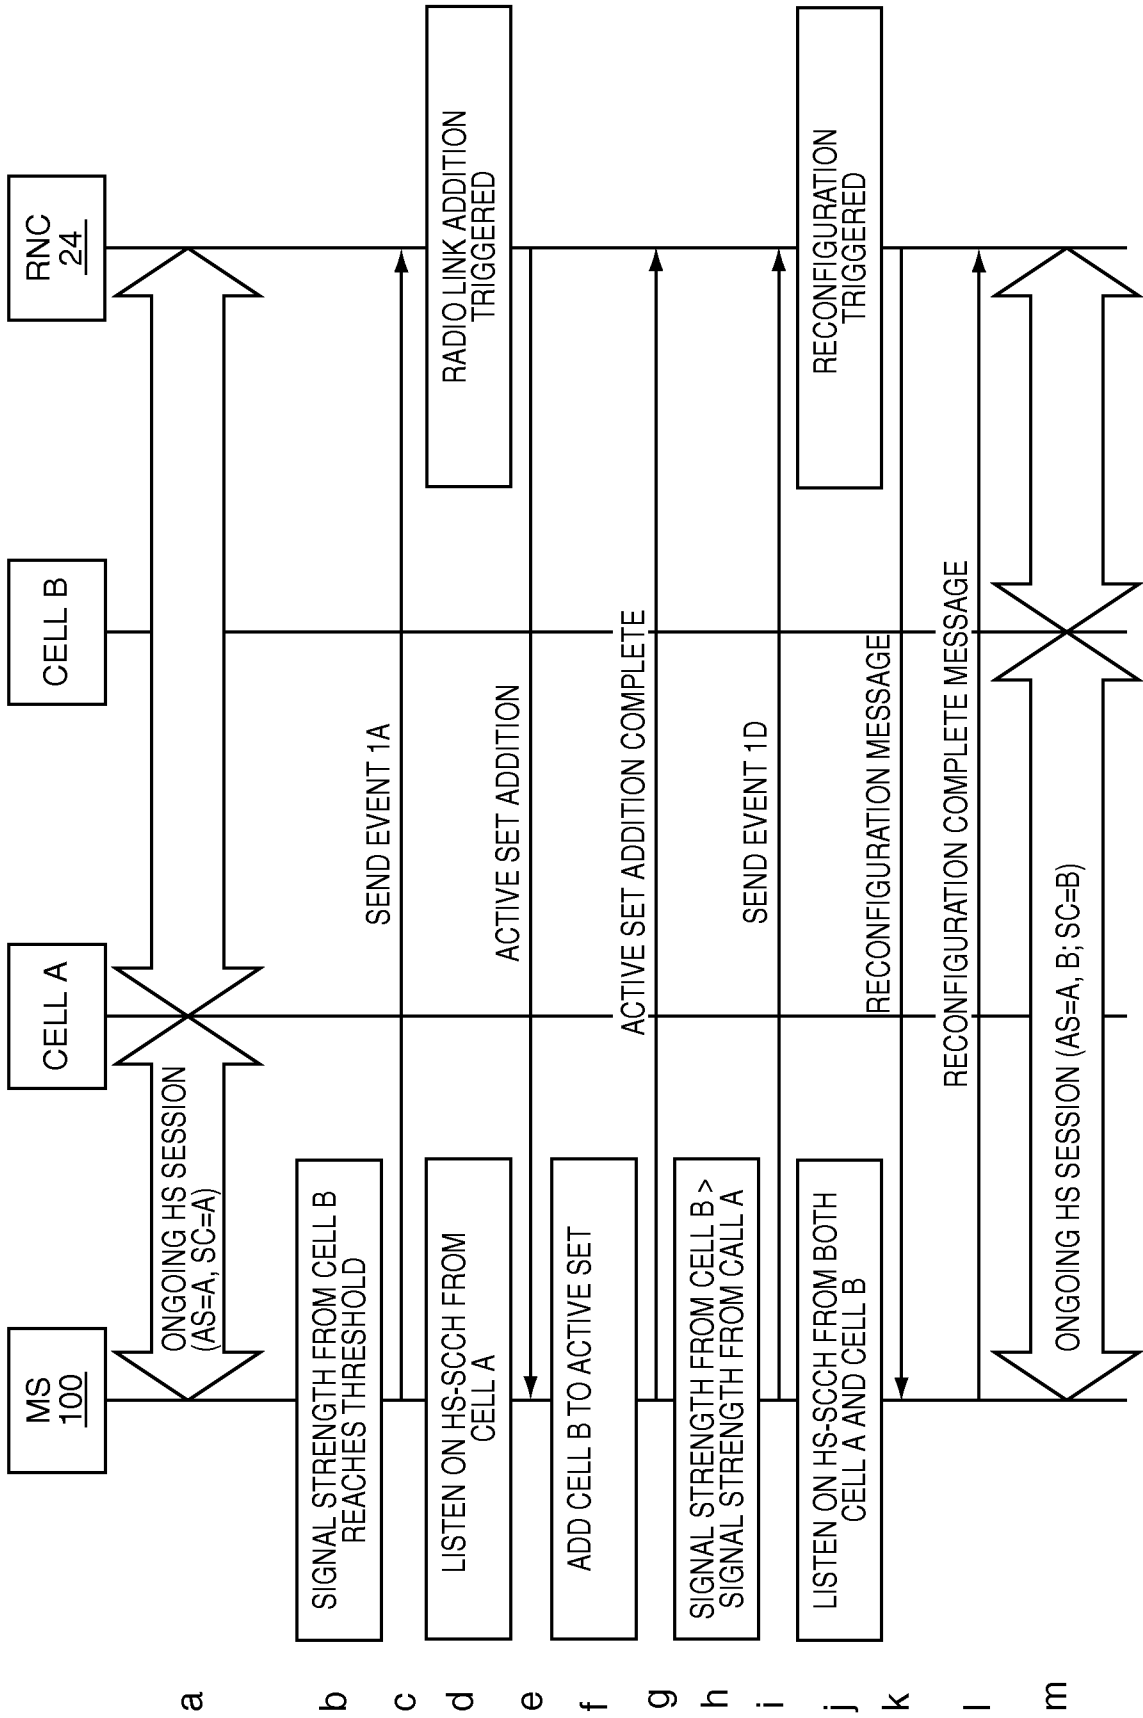 MS
100
CELL A
CELL B
RNC
24
a
ONGOING HS SESSION
(AS=A, SC=A)
b
SIGNAL STRENGTH FROM CELL B
REACHES THRESHOLD
c
SEND EVENT 1A
d
LISTEN ON HS-SCCH FROM
CELL A
RADIO LINK ADDITION
TRIGGERED
e
ACTIVE SET ADDITION
f
ADD CELL B TO ACTIVE SET
g
ACTIVE SET ADDITION COMPLETE
h
SIGNAL STRENGTH FROM CELL B >
SIGNAL STRENGTH FROM CALL A
i
SEND EVENT 1D
j
LISTEN ON HS-SCCH FROM BOTH
CELL A AND CELL B
RECONFIGURATION
TRIGGERED
k
RECONFIGURATION MESSAGE
l
RECONFIGURATION COMPLETE MESSAGE
m
ONGOING HS SESSION (AS=A, B; SC=B)